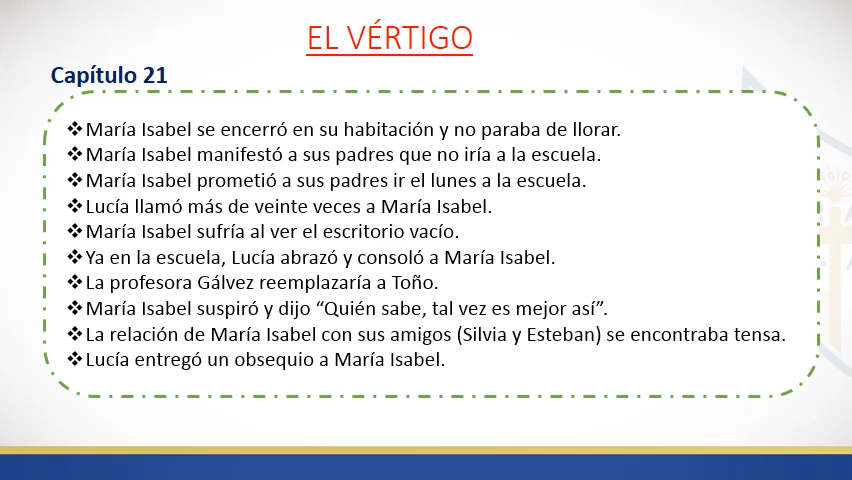 EL VÉRTIGO
Capítulo 21
❖María Isabel se encerró en su habitación y no paraba de llorar.
❖María Isabel manifestó a sus padres que no iría a la escuela.
❖María Isabel prometió a sus padres ir el lunes a la escuela.
❖Lucía llamó más de veinte veces a María Isabel.
❖María Isabel sufría al ver el escritorio vacío.
❖Ya en la escuela, Lucía abrazó y consoló a María Isabel.
❖La profesora Gálvez reemplazaría a Toño.
❖María Isabel suspiró y dijo “Quién sabe, tal vez es mejor así”.
❖La relación de María Isabel con sus amigos (Silvia y Esteban) se encontraba tensa.
❖Lucía entregó un obsequio a María Isabel.